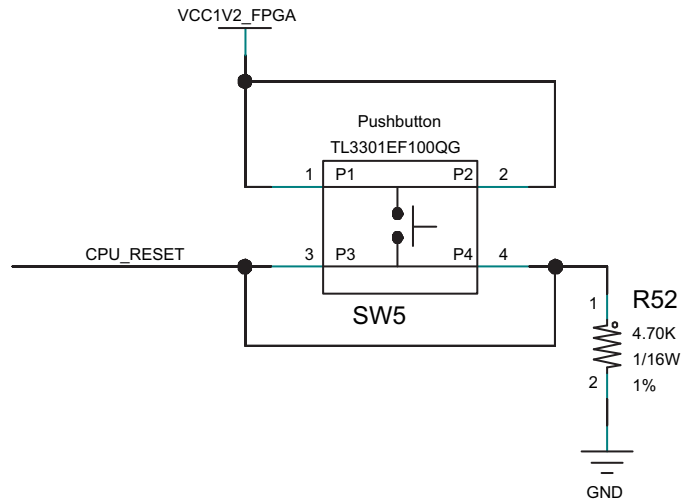 VCC1V2_FPGA
Pushbutton
TL3301EF100QG
1 P1 P2 2
CPU_RESET 3 P3 P4 4
SW5
1 R52
4.70K
1/16W
2 1%
GND